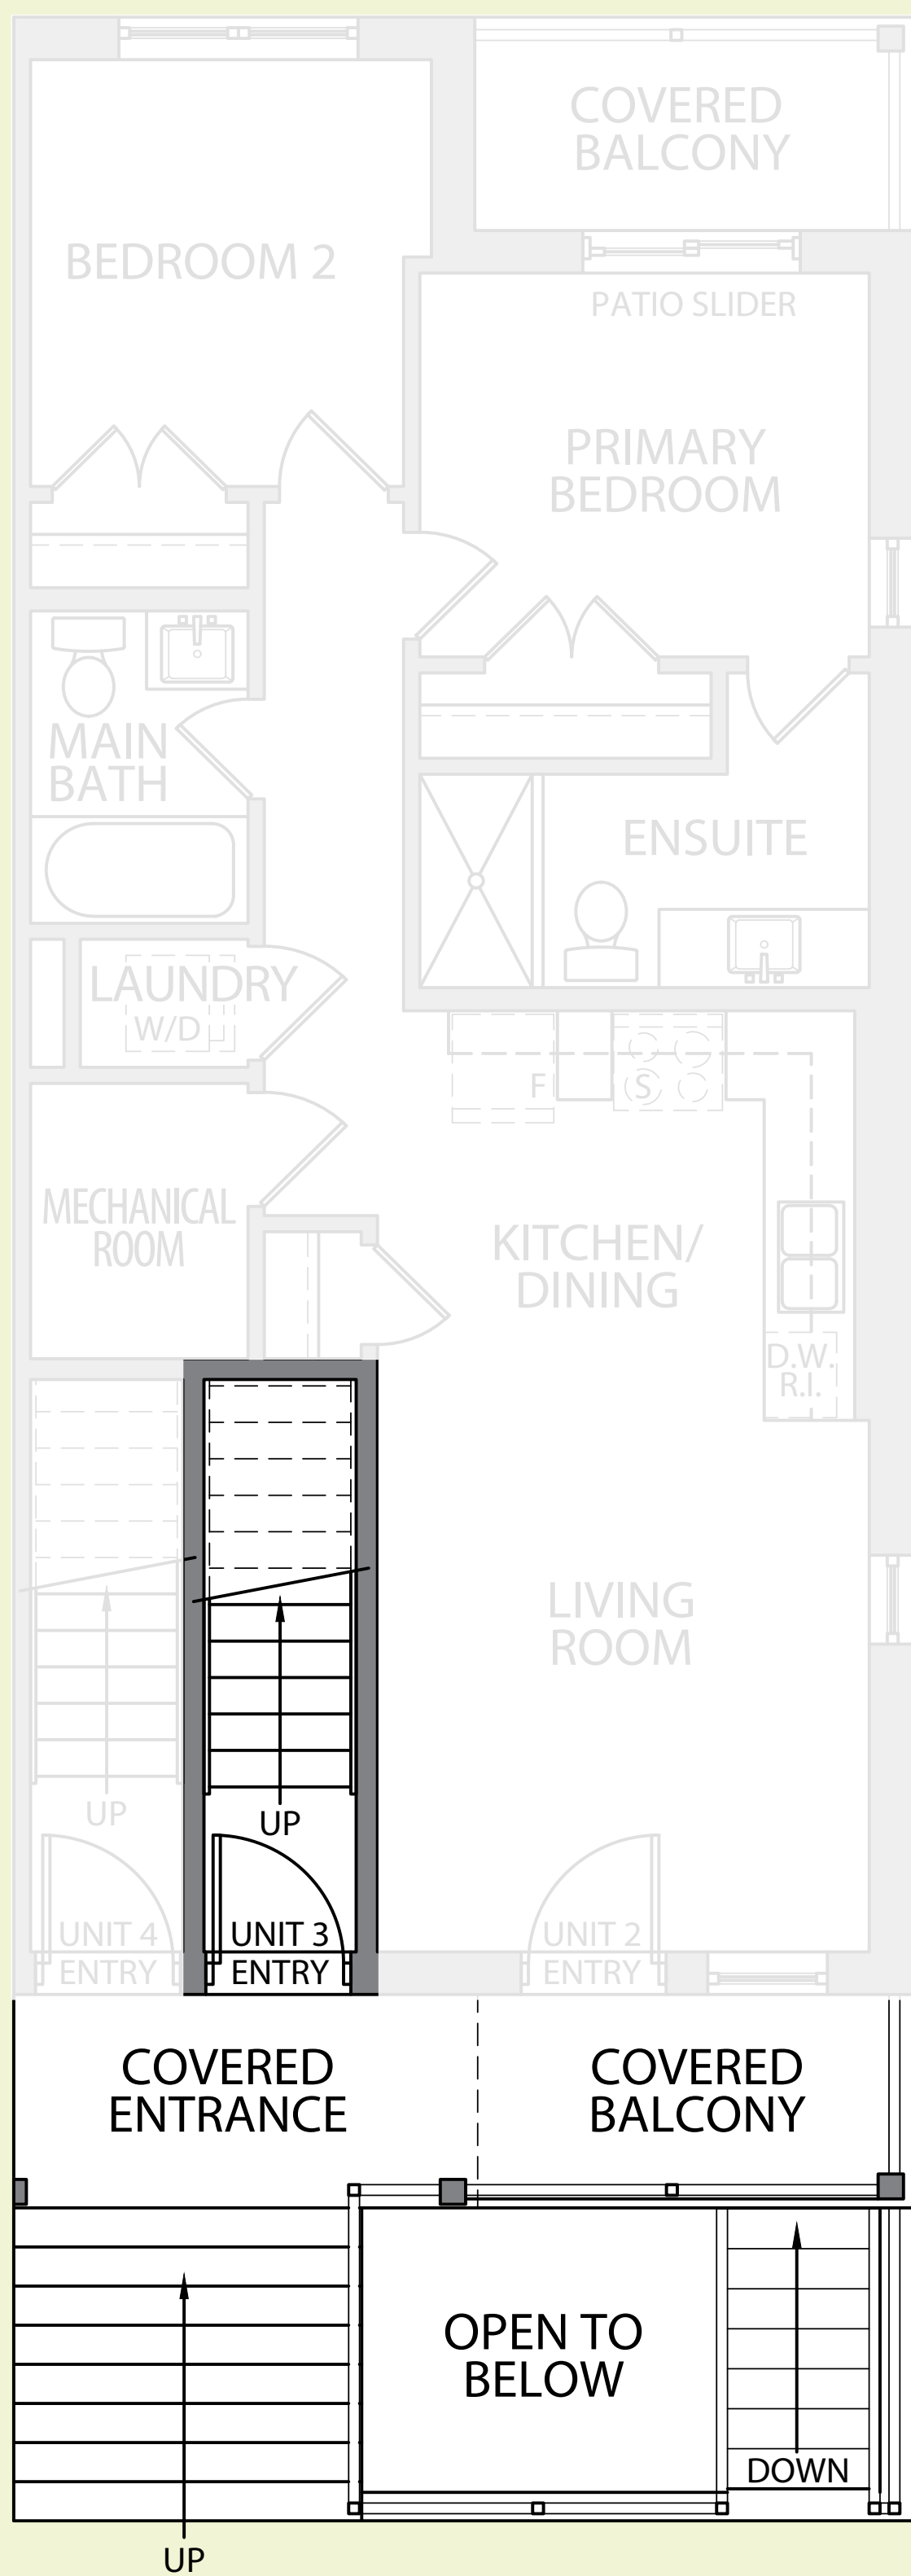 COVERED
BALCONY
BEDROOM 2
PATIO SLIDER
PRIMARY
BEDROOM
MAIN
BATH
ENSUITE
LAUNDRY
W/D
F
S
MECHANICAL
ROOM
KITCHEN/
DINING
D.W.
R.I.
LIVING
ROOM
UP
UP
UNIT 4
ENTRY
UNIT 3
ENTRY
UNIT 2
ENTRY
COVERED
ENTRANCE
COVERED
BALCONY
OPEN TO
BELOW
DOWN
UP